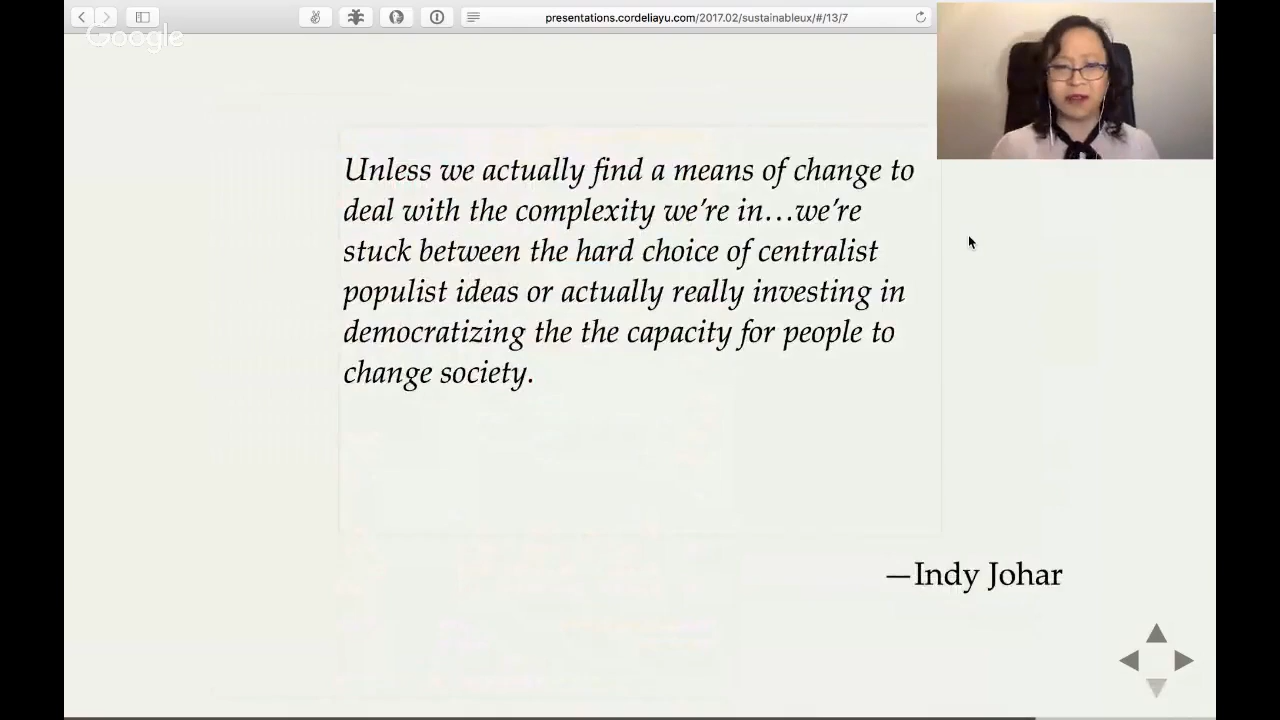 presentations.cordeliayu.com/2017.02/sustainableux/#/13/7
Google
Unless we actually find a means of change to
deal with the complexity we’re in…we’re
stuck between the hard choice of centralist
populist ideas or actually really investing in
democratizing the the capacity for people to
change society.
—Indy Johar